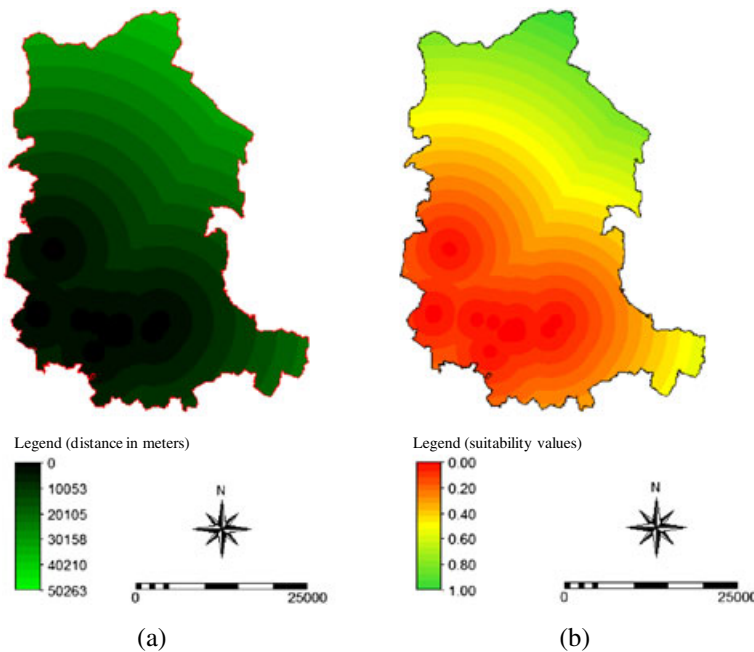 Legend (distance in meters)
0
10053
20105
30158
40210
50263
N
0 25000
(a)
Legend (suitability values)
0.00
0.20
0.40
0.60
0.80
1.00
N
0 25000
(b)